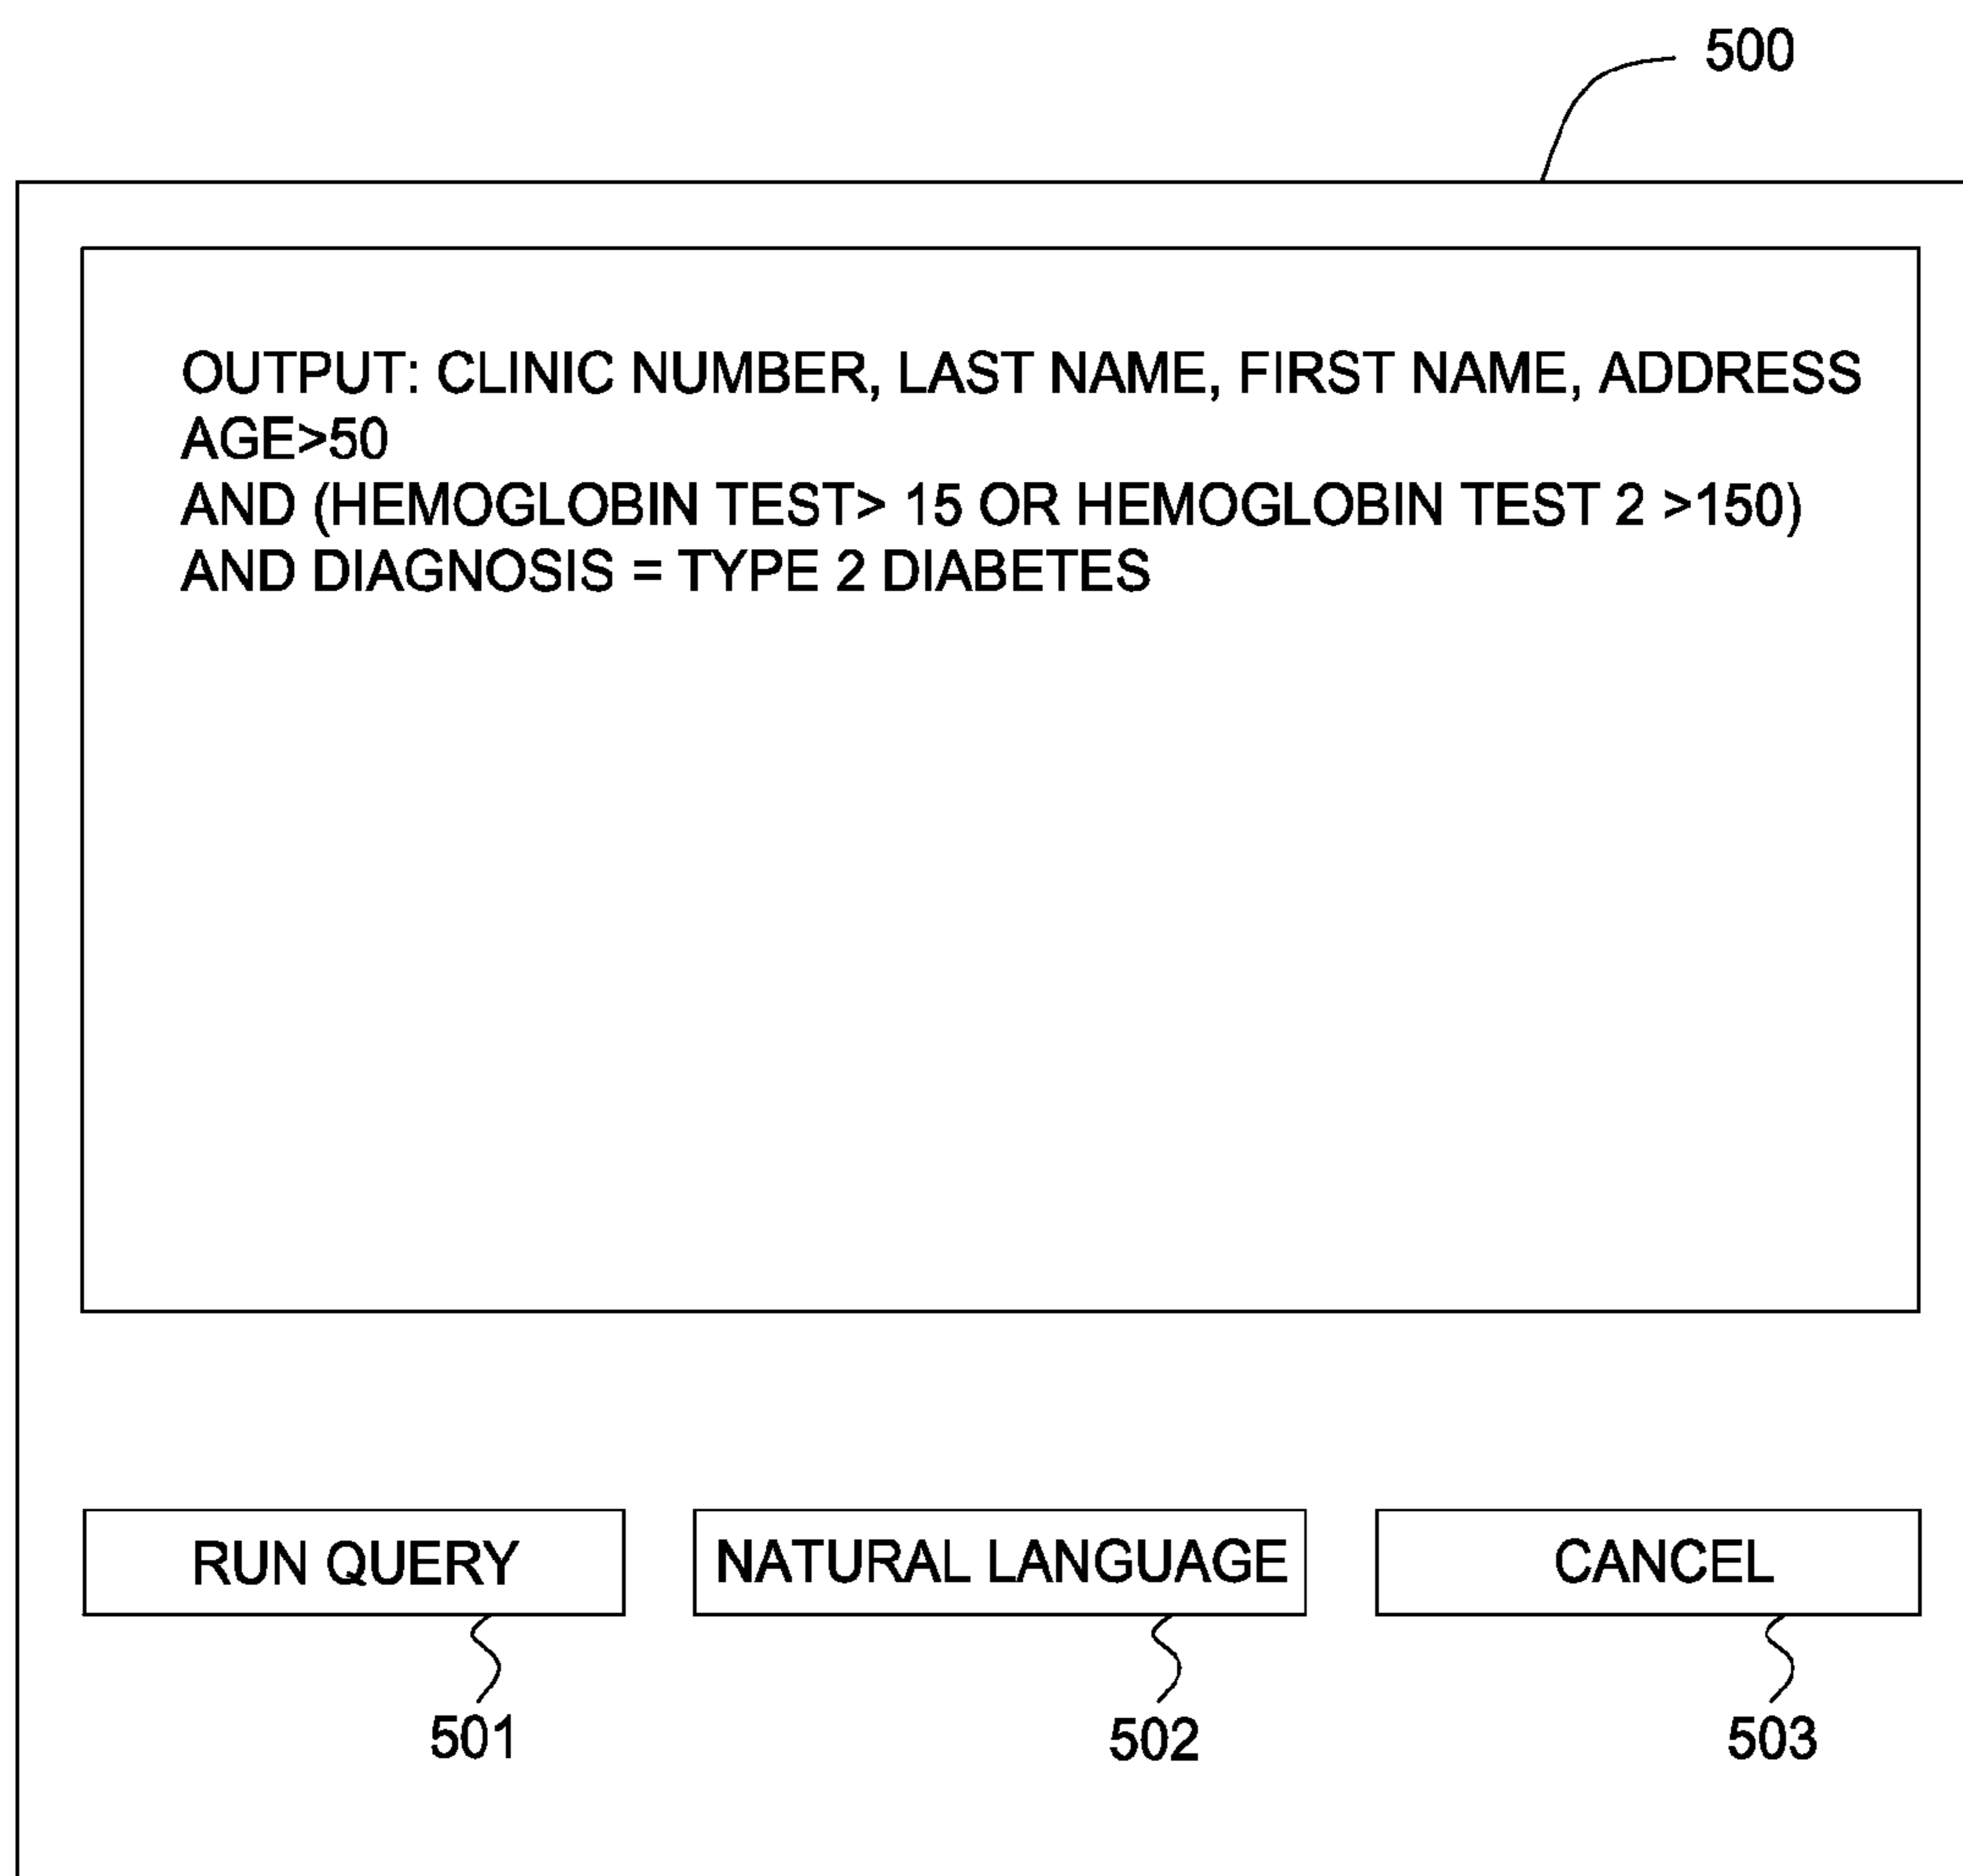 500
OUTPUT: CLINIC NUMBER, LAST NAME, FIRST NAME, ADDRESS
AGE>50
AND (HEMOGLOBIN TEST> 15 OR HEMOGLOBIN TEST 2 >150)
AND DIAGNOSIS = TYPE 2 DIABETES
RUN QUERY NATURAL LANGUAGE CANCEL
501 502 503